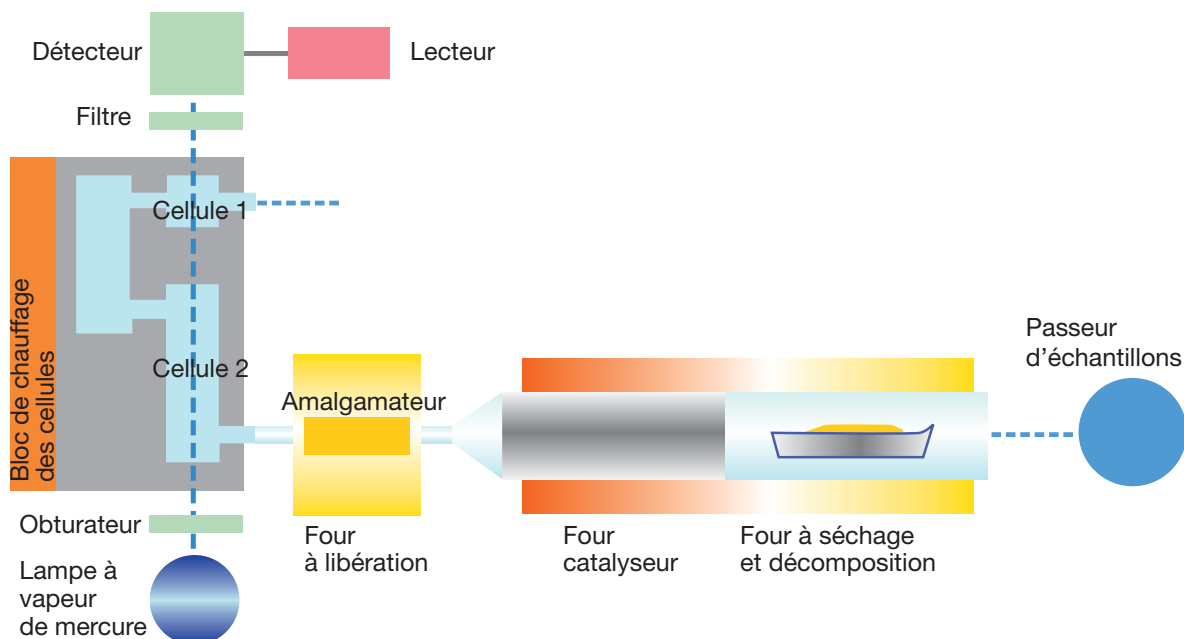 Détecteur
Lecteur
Filtre
Cellule 1
Bloc de chauffage
des cellules
Cellule 2
Amalgamateur
Passeur
d’échantillons
Obturateur
Four
à libération
Four
catalyseur
Four à séchage
et décomposition
Lampe à
vapeur
de mercure